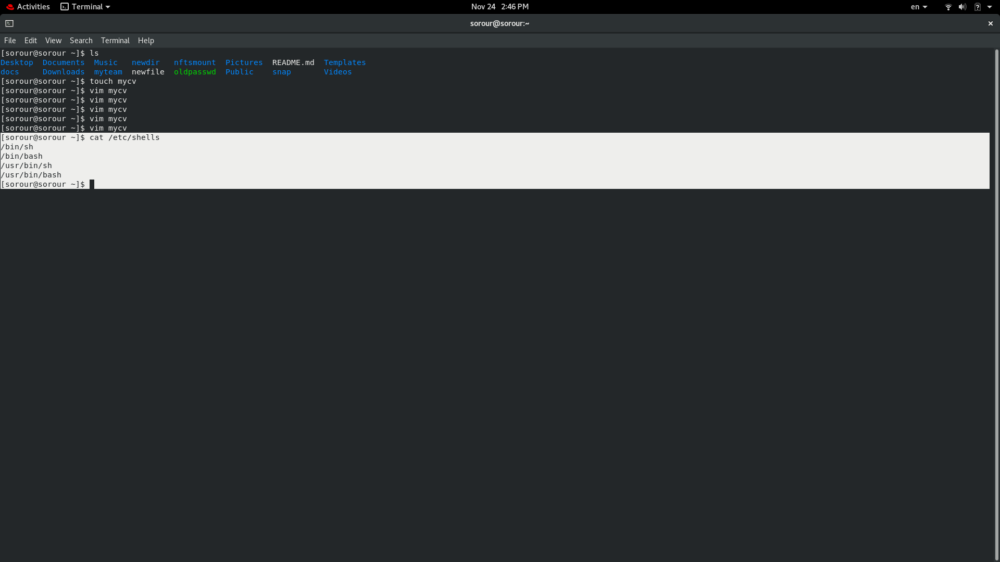 Activities Terminal Nov 24 2:46 PM en
sorour@sorour:~
File Edit View Search Terminal Help
[sorour@sorour ~]$ ls
Desktop Documents Music newdir nftsmount Pictures README.md Templates
docs Downloads myteam newfile oldpasswd Public snap Videos
[sorour@sorour ~]$ touch mycv
[sorour@sorour ~]$ vim mycv
[sorour@sorour ~]$ vim mycv
[sorour@sorour ~]$ vim mycv
[sorour@sorour ~]$ vim mycv
[sorour@sorour ~]$ vim mycv
[sorour@sorour ~]$ cat /etc/shells
/bin/sh
/bin/bash
/usr/bin/sh
/usr/bin/bash
[sorour@sorour ~]$